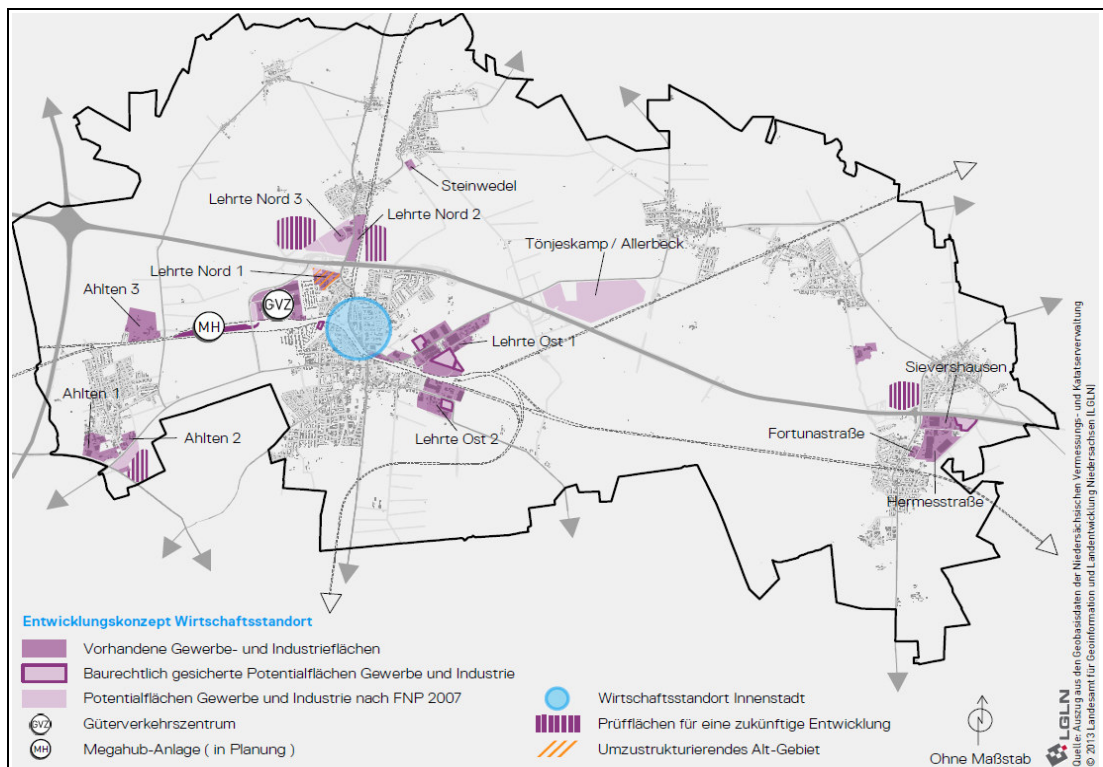 Steinwedel
Lehrte Nord 3
Lehrte Nord 2
Tönjeskamp / Allerbeck
Lehrte Nord 1
Ahlten 3
GVZ
MH
Lehrte Ost 1
Sievershausen
Ahlten 1
Ahlten 2
Lehrte Ost 2
Fortunastraße
Hermesstraße
Entwicklungskonzept Wirtschaftsstandort
Vorhandene Gewerbe- und Industrieflächen
Baurechtlich gesicherte Potentialflächen Gewerbe und Industrie
Potentialflächen Gewerbe und Industrie nach FNP 2007
GVZ Güterverkehrszentrum
MH Megahub-Anlage ( in Planung )
Wirtschaftsstandort Innenstadt
Prüfflächen für eine zukünftige Entwicklung
Umzustrukturierendes Alt-Gebiet
Ohne Maßstab
LGLN
Quelle: Auszug aus den Geobasisdaten der Niedersächsischen Vermessungs- und Katasterverwaltung
© 2013 Landesamt für Geoinformation und Landentwicklung Niedersachsen (LGLN)